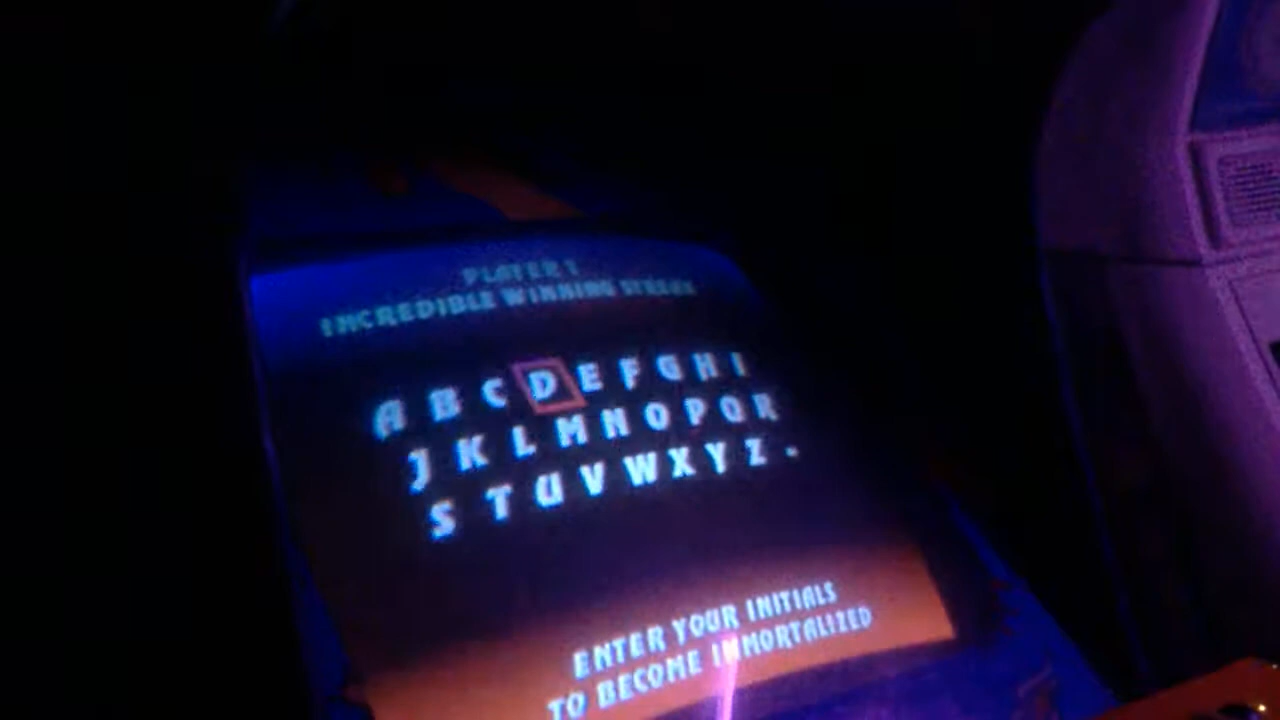 PLAYER 1
INCREDIBLE WINNING STREAK
A B C D E F G H I
J K L M N O P Q R
S T U V W X Y Z .
ENTER YOUR INITIALS
TO BECOME IMMORTALIZED